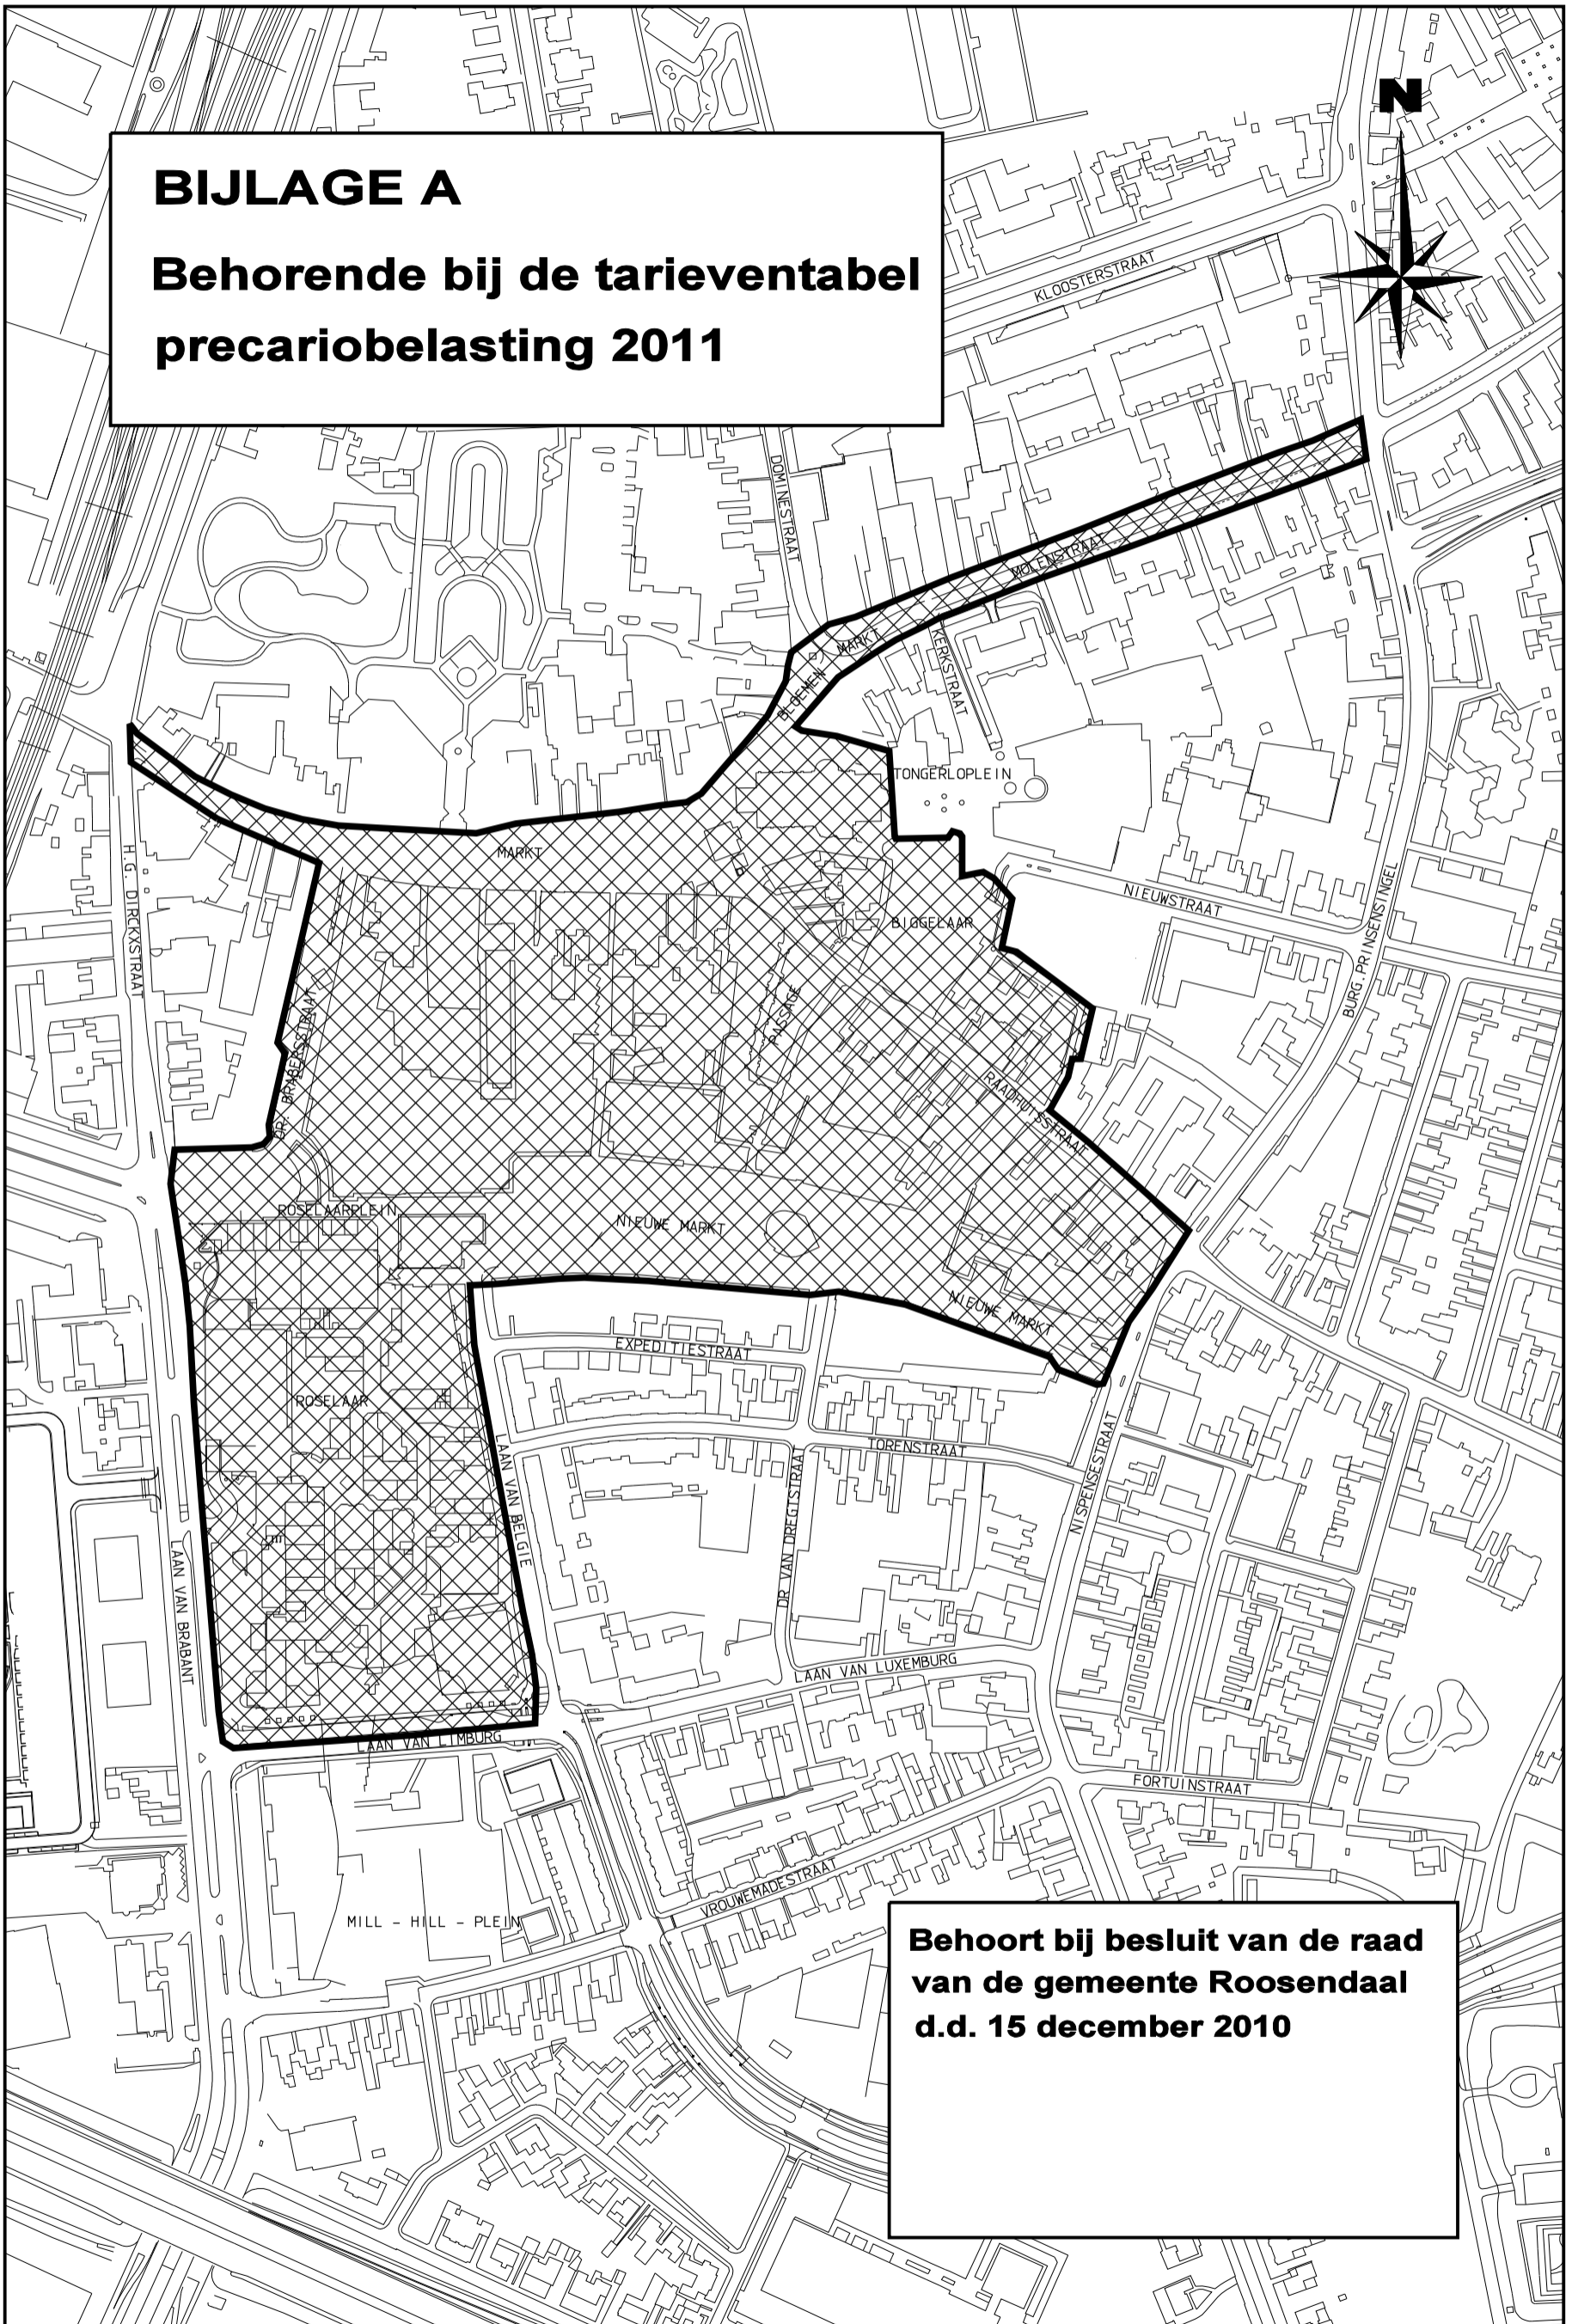 N
BIJLAGE A
Behorende bij de tarieventabel
precariobelasting 2011
KLOOSTERSTRAAT
DOMINESTRAAT
MOLENSTRAAT
BLOEMEN MARKT
KERKSTRAAT
TONGERLOPLEIN
MARKT
H.G. DIRCKXSTRAAT
NIEUWSTRAAT
BIGGELAAR
BURG. PRINSENSINGEL
PASSAGE
DR. BRABERSSTRAAT
RAADHUISSTRAAT
ROSELAARPLEIN
NIEUWE MARKT
NIEUWE MARKT
EXPEDITIESTRAAT
ROSELAAR
LAAN VAN BELGIE
TORENSTRAAT
NISPENSESTRAAT
DR VAN DREGTSTRAAT
LAAN VAN BRABANT
LAAN VAN LUXEMBURG
LAAN VAN LIMBURG
FORTUINSTRAAT
VROUWEMADESTRAAT
MILL - HILL - PLEIN
Behoort bij besluit van de raad
van de gemeente Roosendaal
d.d. 15 december 2010